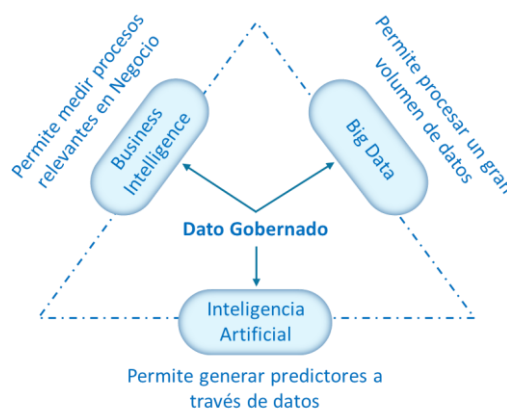 Permite medir procesos
relevantes en Negocio
Business
Intelligence
Big Data
Permite procesar un gran
volumen de datos
Dato Gobernado
Inteligencia
Artificial
Permite generar predictores a
través de datos